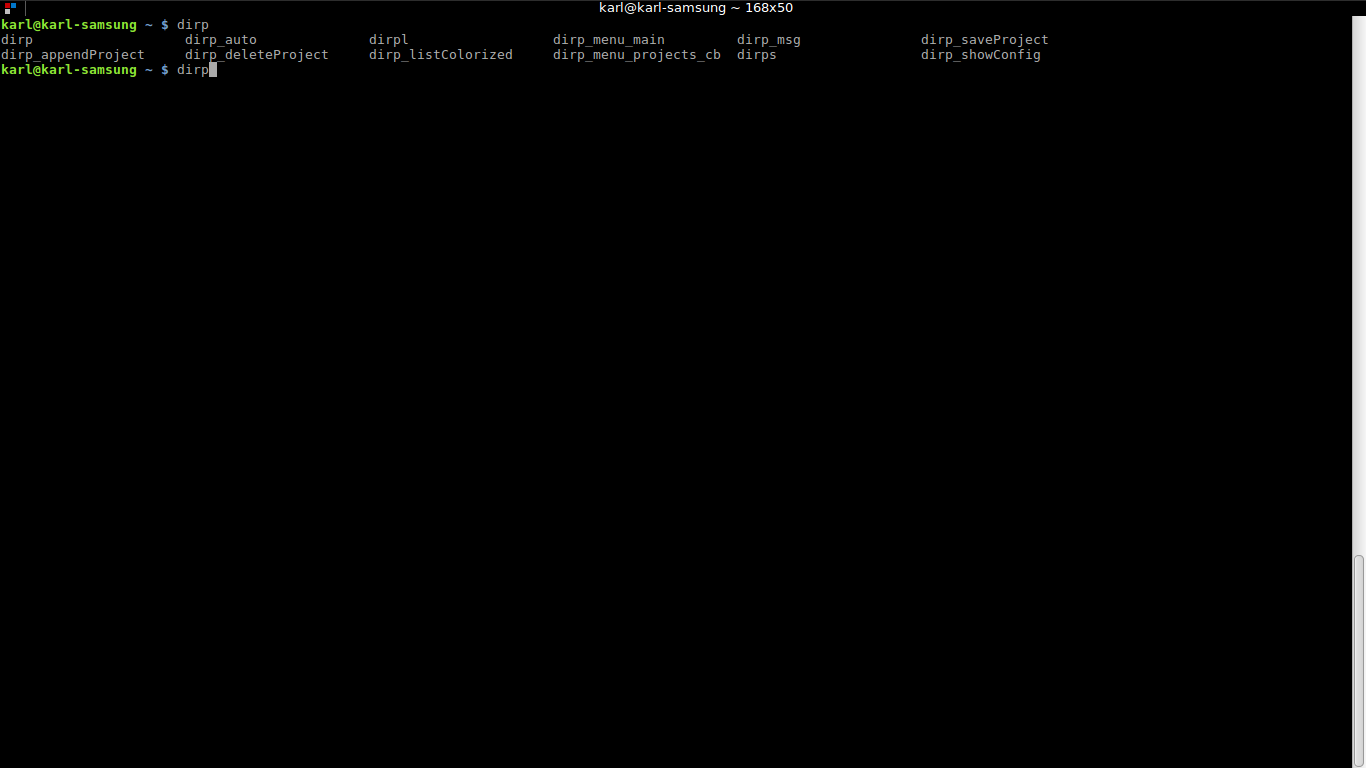 karl@karl-samsung ~ 168x50
karl@karl-samsung ~ $ dirp
dirp dirp_auto dirpl dirp_menu_main dirp_msg dirp_saveProject
dirp_appendProject dirp_deleteProject dirp_listColorized dirp_menu_projects_cb dirps dirp_showConfig
karl@karl-samsung ~ $ dirp